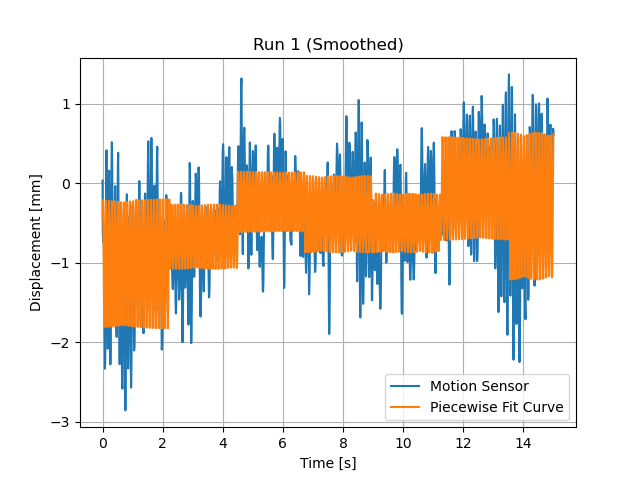 Run 1 (Smoothed)
Displacement [mm]
1
0
−1
−2
−3
0 2 4 6 8 10 12 14
Time [s]
Motion Sensor
Piecewise Fit Curve